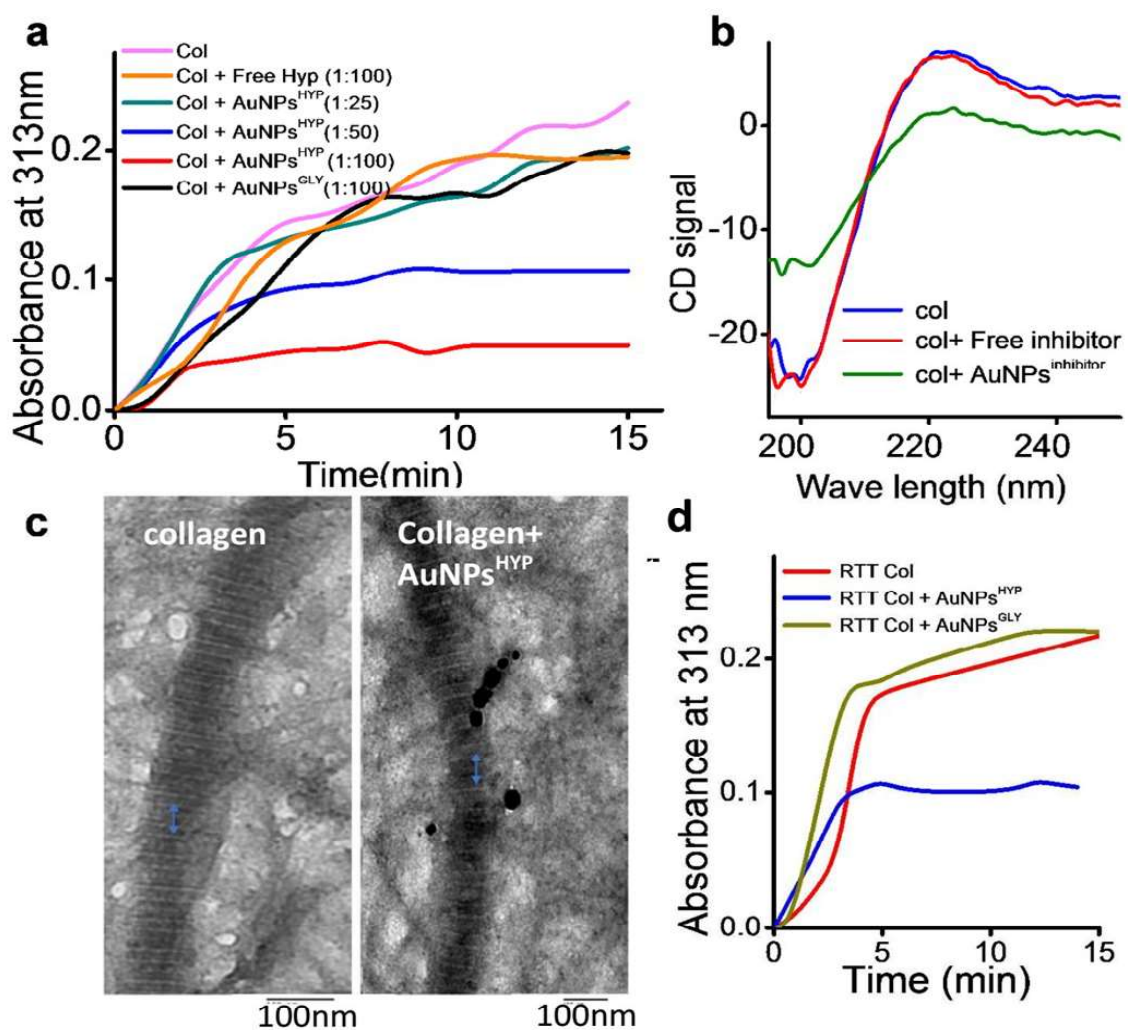 a
Col
Col + Free Hyp (1:100)
Col + AuNPs^HYP (1:25)
Col + AuNPs^HYP (1:50)
Col + AuNPs^HYP (1:100)
Col + AuNPs^GLY (1:100)
Absorbance at 313nm
0.2
0.1
0.0
0
5
10
15
Time(min)
b
CD signal
0
-10
-20
col
col+ Free inhibitor
col+ AuNPs^inhibitor
200
220
240
Wave length (nm)
c
collagen
100nm
Collagen+
AuNPs^HYP
100nm
d
RTT Col
RTT Col + AuNPs^HYP
RTT Col + AuNPs^GLY
Absorbance at 313 nm
0.2
0.1
0.0
0
5
10
15
Time (min)